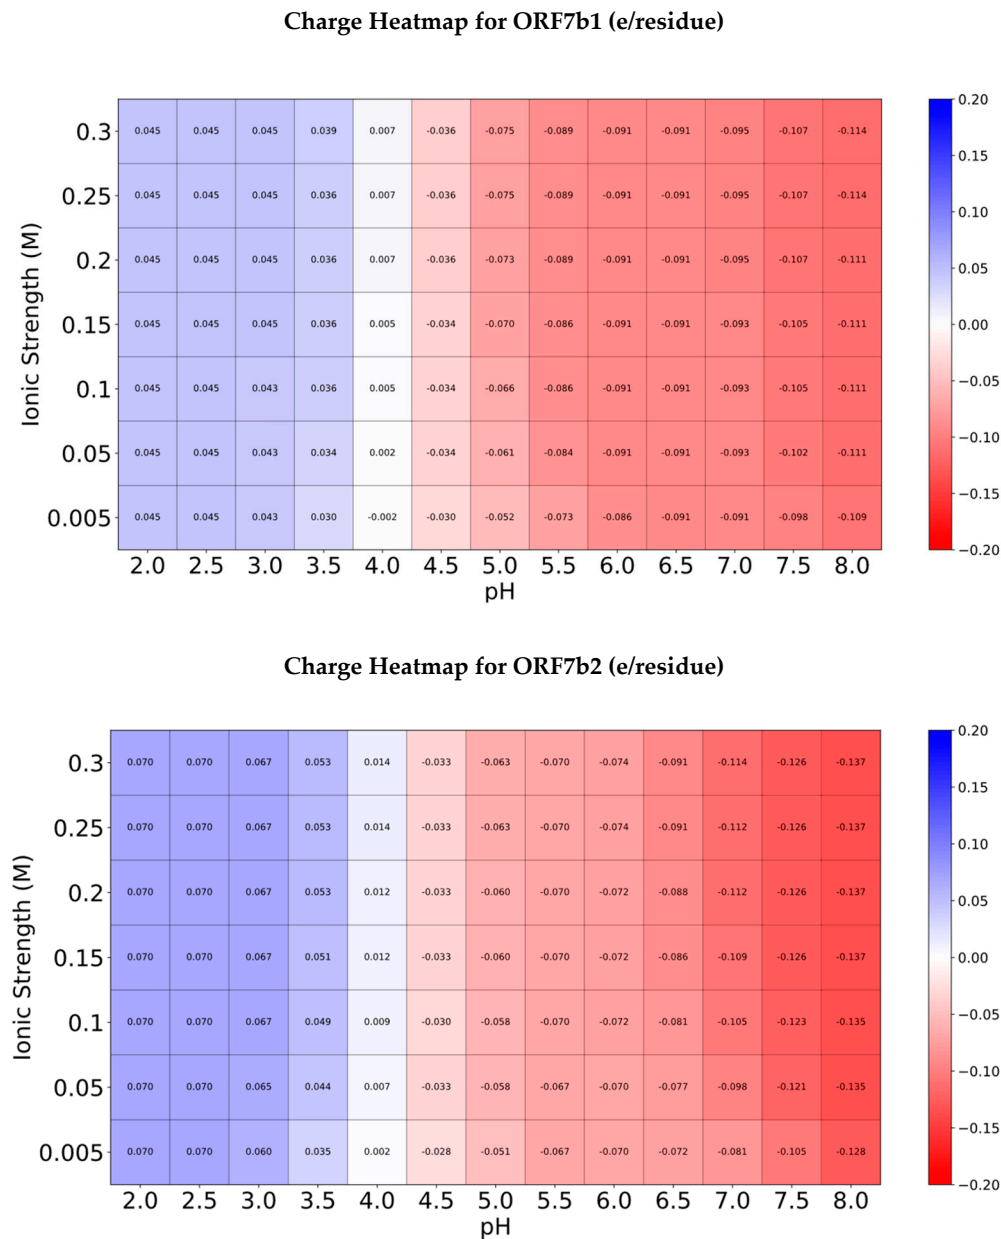 Charge Heatmap for ORF7b1 (e/residue)
0.3 0.045 0.045 0.045 0.039 0.007 -0.036 -0.075 -0.089 -0.091 -0.091 -0.095 -0.107 -0.114
0.25 0.045 0.045 0.045 0.036 0.007 -0.036 -0.075 -0.089 -0.091 -0.091 -0.095 -0.107 -0.114
0.2 0.045 0.045 0.045 0.036 0.007 -0.036 -0.073 -0.089 -0.091 -0.091 -0.095 -0.107 -0.111
0.15 0.045 0.045 0.045 0.036 0.005 -0.034 -0.070 -0.086 -0.091 -0.091 -0.093 -0.105 -0.111
0.1 0.045 0.045 0.043 0.036 0.005 -0.034 -0.066 -0.086 -0.091 -0.091 -0.093 -0.105 -0.111
0.05 0.045 0.045 0.043 0.034 0.002 -0.034 -0.061 -0.084 -0.091 -0.091 -0.093 -0.102 -0.111
0.005 0.045 0.045 0.043 0.030 -0.002 -0.030 -0.052 -0.073 -0.086 -0.091 -0.091 -0.098 -0.109
2.0 2.5 3.0 3.5 4.0 4.5 5.0 5.5 6.0 6.5 7.0 7.5 8.0
pH
Ionic Strength (M)
0.20
0.15
0.10
0.05
0.00
−0.05
−0.10
−0.15
−0.20
Charge Heatmap for ORF7b2 (e/residue)
0.3 0.070 0.070 0.067 0.053 0.014 -0.033 -0.063 -0.070 -0.074 -0.091 -0.114 -0.126 -0.137
0.25 0.070 0.070 0.067 0.053 0.014 -0.033 -0.063 -0.070 -0.074 -0.091 -0.112 -0.126 -0.137
0.2 0.070 0.070 0.067 0.053 0.012 -0.033 -0.060 -0.070 -0.072 -0.088 -0.112 -0.126 -0.137
0.15 0.070 0.070 0.067 0.051 0.012 -0.033 -0.060 -0.070 -0.072 -0.086 -0.109 -0.126 -0.137
0.1 0.070 0.070 0.067 0.049 0.009 -0.030 -0.058 -0.070 -0.072 -0.081 -0.105 -0.123 -0.135
0.05 0.070 0.070 0.065 0.044 0.007 -0.033 -0.058 -0.067 -0.070 -0.077 -0.098 -0.121 -0.135
0.005 0.070 0.070 0.060 0.035 0.002 -0.028 -0.051 -0.067 -0.070 -0.072 -0.081 -0.105 -0.128
2.0 2.5 3.0 3.5 4.0 4.5 5.0 5.5 6.0 6.5 7.0 7.5 8.0
pH
Ionic Strength (M)
0.20
0.15
0.10
0.05
0.00
−0.05
−0.10
−0.15
−0.20